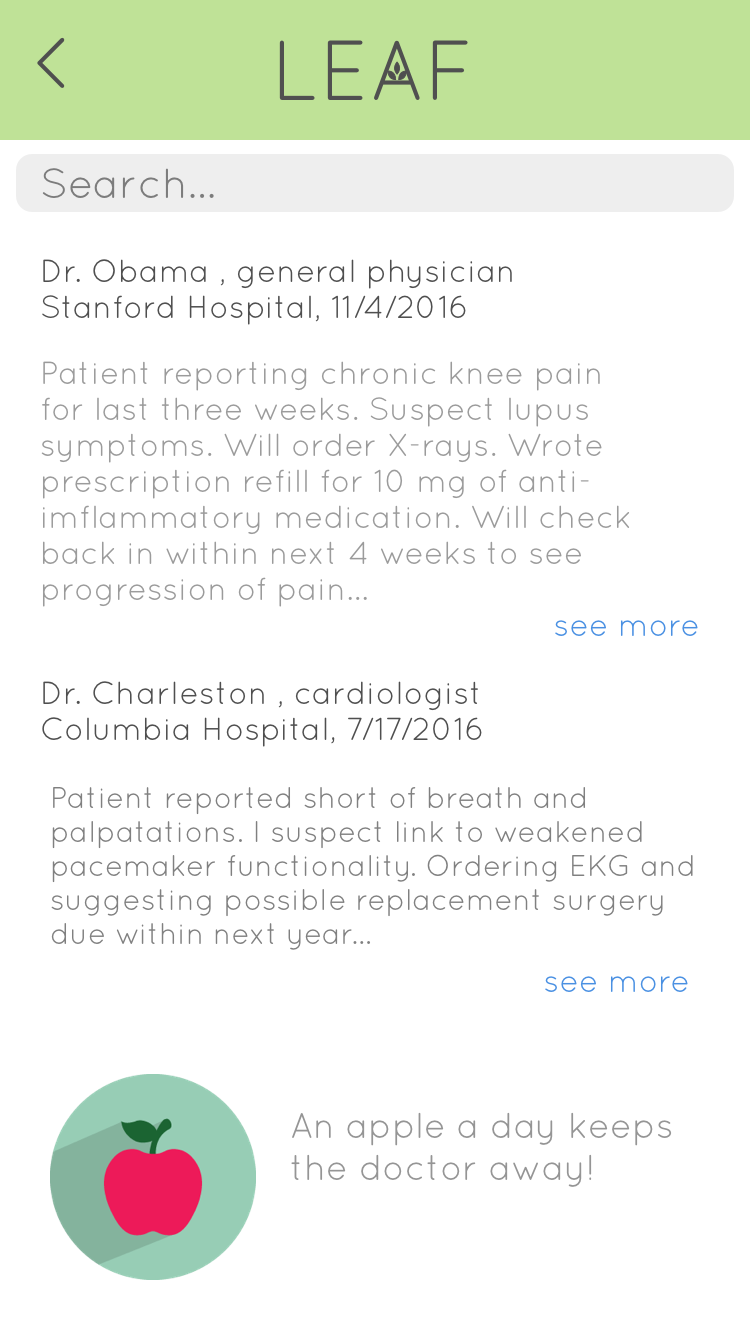 LEAF
Search...
Dr. Obama , general physician
Stanford Hospital, 11/4/2016
Patient reporting chronic knee pain
for last three weeks. Suspect lupus
symptoms. Will order X-rays. Wrote
prescription refill for 10 mg of anti-
imflammatory medication. Will check
back in within next 4 weeks to see
progression of pain...
see more
Dr. Charleston , cardiologist
Columbia Hospital, 7/17/2016
Patient reported short of breath and
palpatations. I suspect link to weakened
pacemaker functionality. Ordering EKG and
suggesting possible replacement surgery
due within next year...
see more
An apple a day keeps
the doctor away!